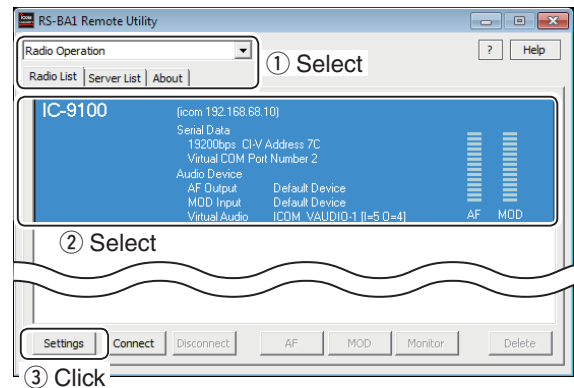 RS-BA1 Remote Utility
Radio Operation
? Help
① Select
Radio List Server List About
IC-9100 (icom 192.168.68.10)
Serial Data
19200bps CI-V Address 7C
Virtual COM Port Number 2
Audio Device
AF Output Default Device
MOD Input Default Device
Virtual Audio ICOM_VAUDIO-1 [I=5 O=4] AF MOD
② Select
Settings Connect Disconnect AF MOD Monitor Delete
③ Click